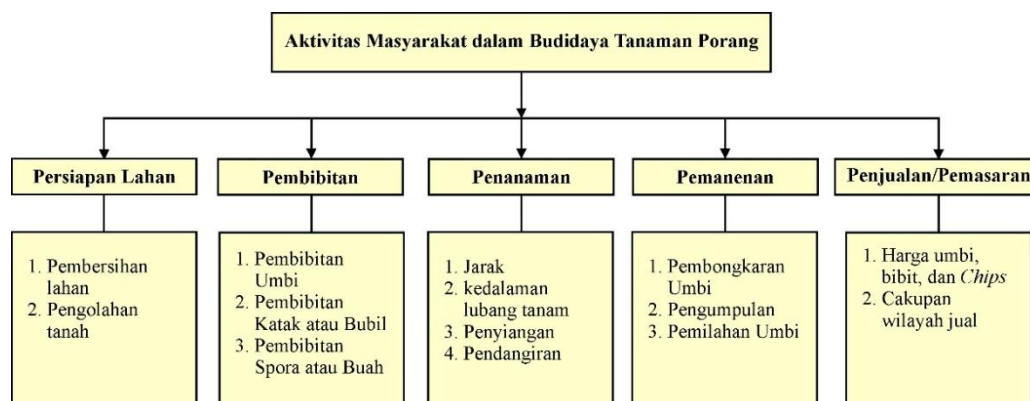 Aktivitas Masyarakat dalam Budidaya Tanaman Porang
Persiapan Lahan
Pembibitan
Penanaman
Pemanenan
Penjualan/Pemasaran
1. Pembersihan
lahan
2. Pengolahan
tanah
1. Pembibitan
Umbi
2. Pembibitan
Katak atau Bubil
3. Pembibitan
Spora atau Buah
1. Jarak
2. kedalaman
lubang tanam
3. Penyiangan
4. Pendangiran
1. Pembongkaran
Umbi
2. Pengumpulan
3. Pemilahan Umbi
1. Harga umbi,
bibit, dan Chips
2. Cakupan
wilayah jual